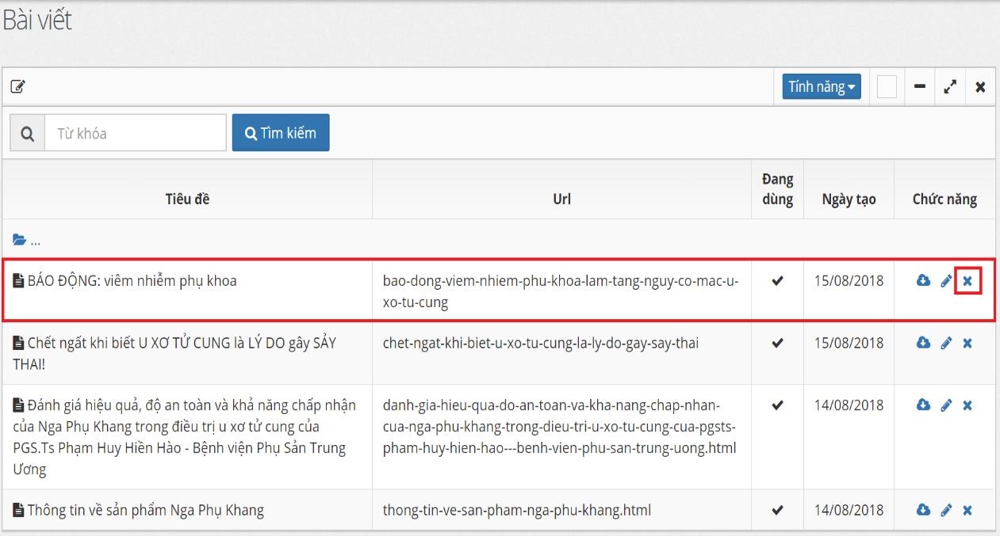 Bài viết
Tính năng
Từ khóa
Tìm kiếm
Tiêu đề
Url
Đang
dùng
Ngày tạo
Chức năng
...
BÁO ĐỘNG: viêm nhiễm phụ khoa
bao-dong-viem-nhiem-phu-khoa-lam-tang-nguy-co-mac-u-
xo-tu-cung
15/08/2018
Chết ngất khi biết U XƠ TỬ CUNG là LÝ DO gây SẢY
THAI!
chet-ngat-khi-biet-u-xo-tu-cung-la-ly-do-gay-say-thai
15/08/2018
Đánh giá hiệu quả, độ an toàn và khả năng chấp nhận
của Nga Phụ Khang trong điều trị u xơ tử cung của
PGS.Ts Phạm Huy Hiền Hào - Bệnh viện Phụ Sản Trung
Ương
danh-gia-hieu-qua-do-an-toan-va-kha-nang-chap-nhan-
cua-nga-phu-khang-trong-dieu-tri-u-xo-tu-cung-cua-pgsts-
pham-huy-hien-hao---benh-vien-phu-san-trung-uong.html
14/08/2018
Thông tin về sản phẩm Nga Phụ Khang
thong-tin-ve-san-pham-nga-phu-khang.html
14/08/2018